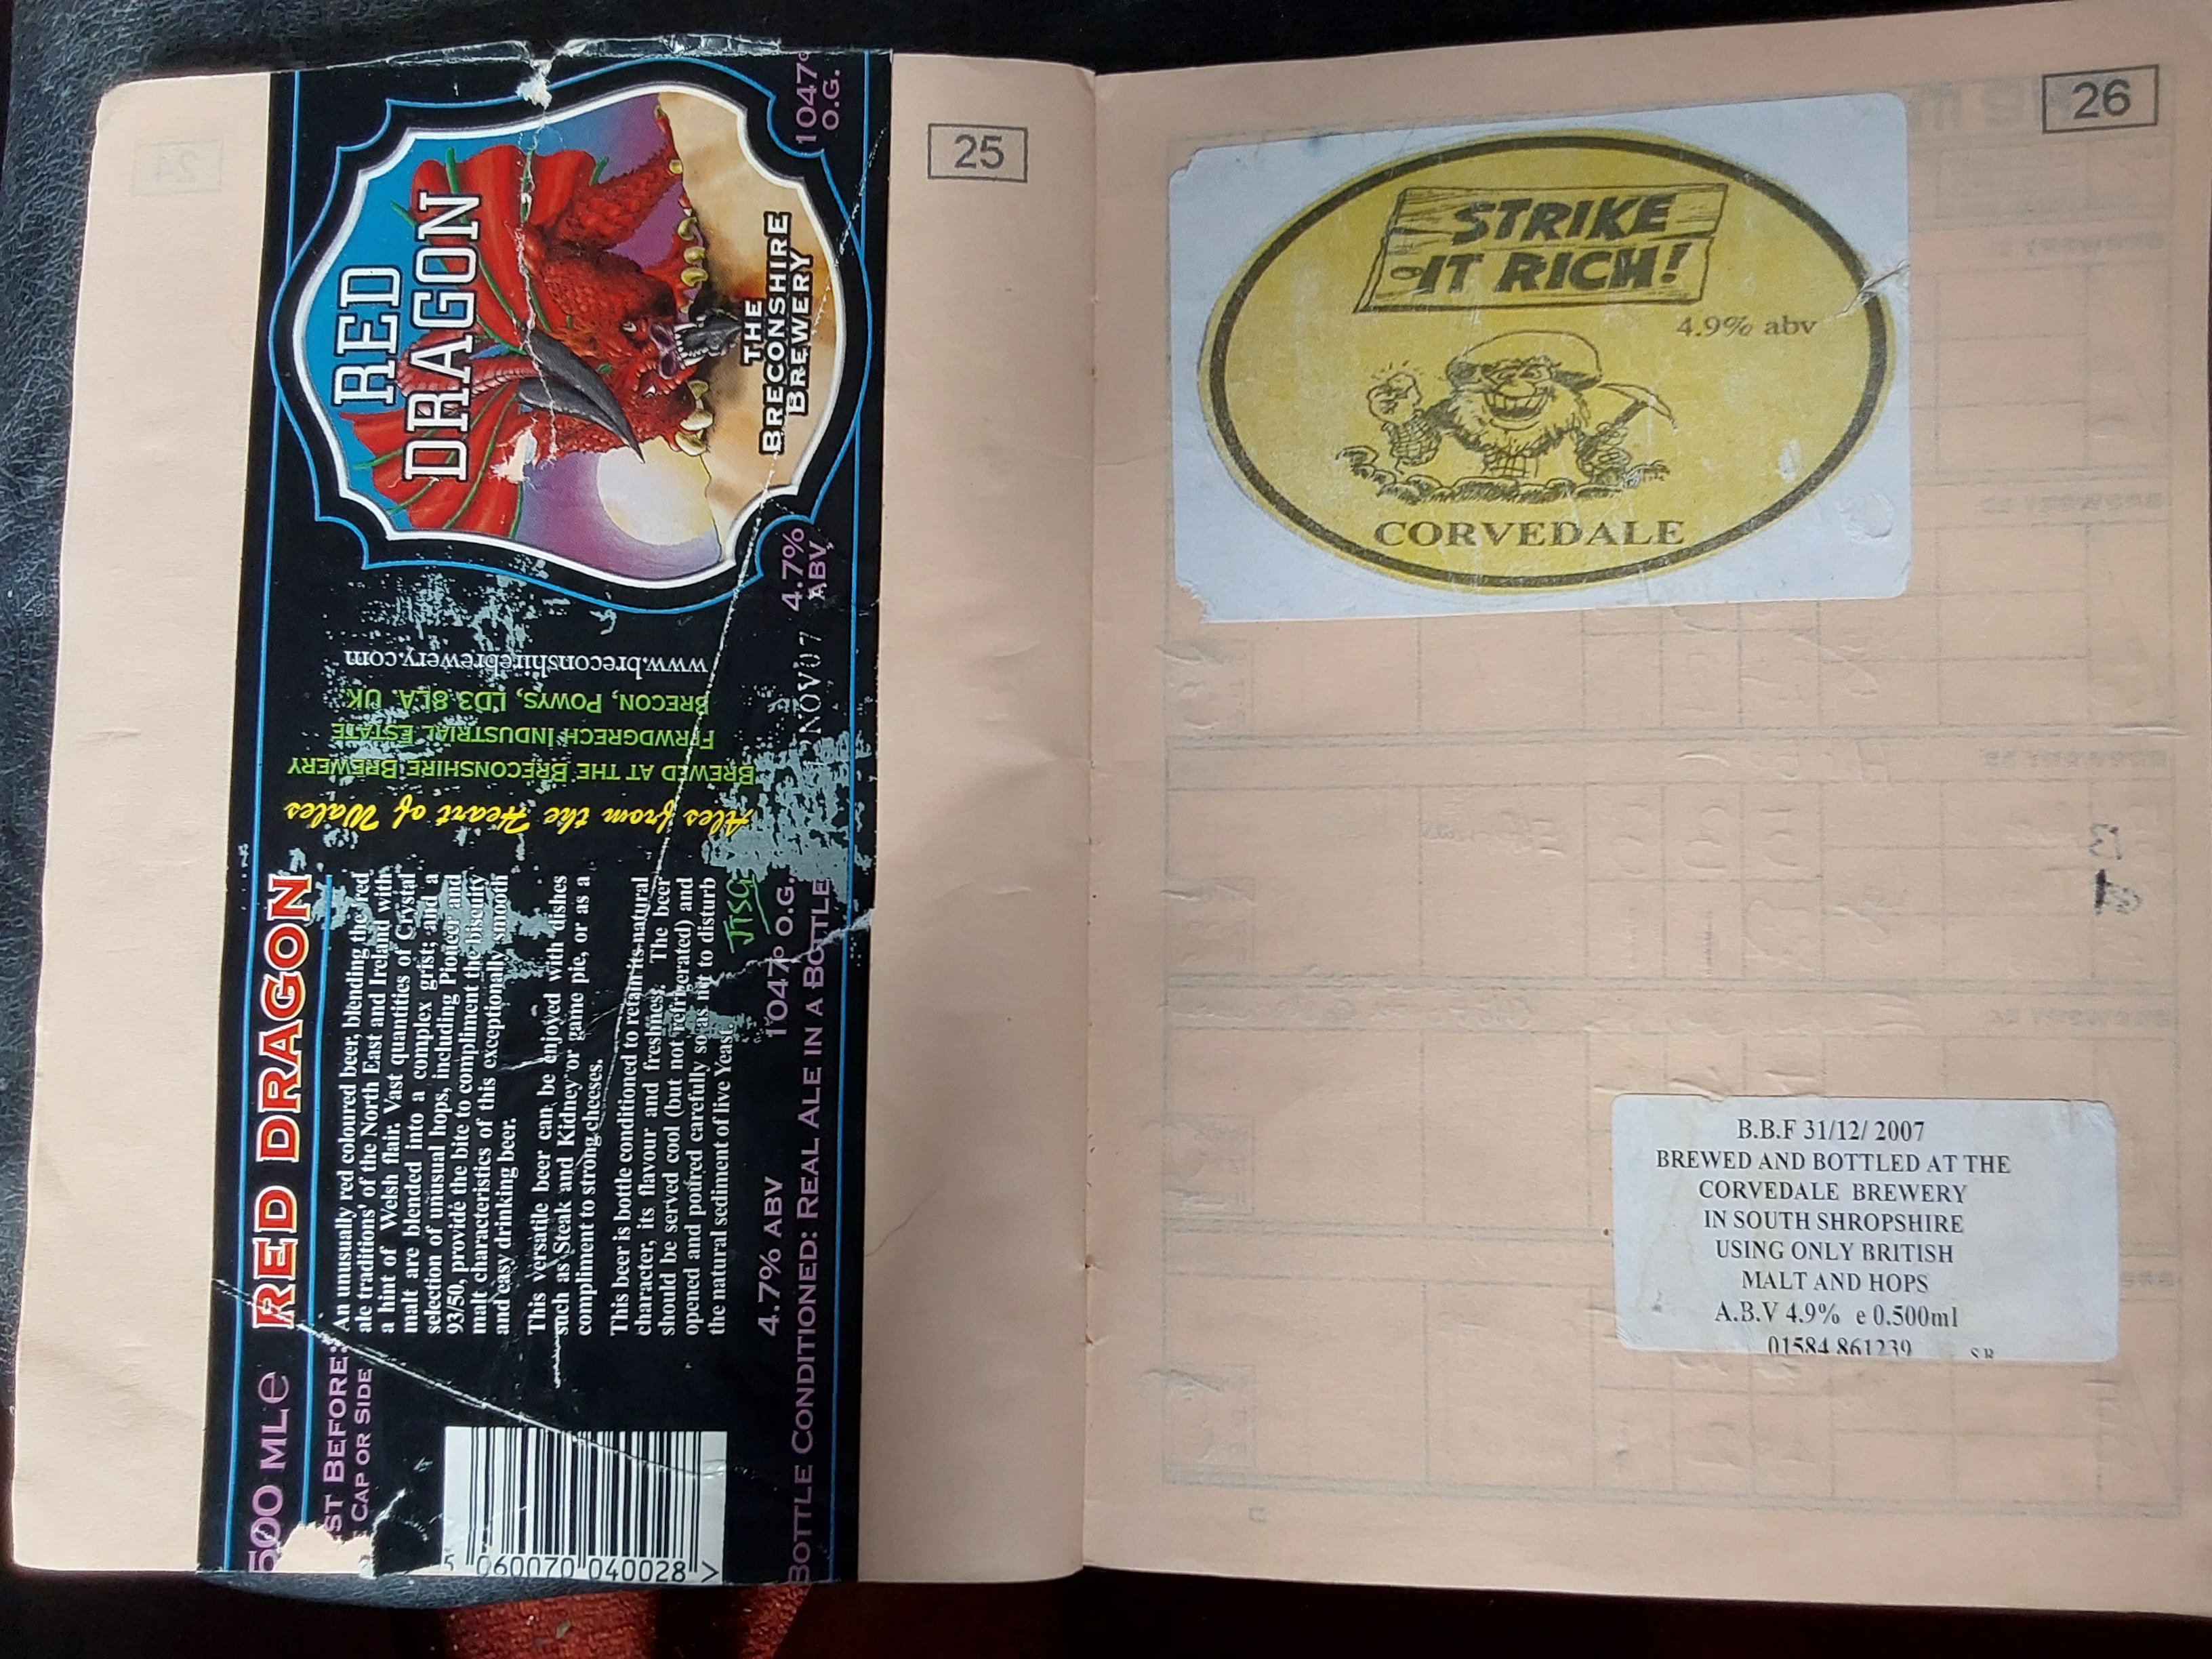 25
RED
DRAGON
THE
BRECONSHIRE
BREWERY
1047°
O.G.
4.7%
ABV
NOV 07
www.breconshirebrewery.com
BREWED AT THE BRECONSHIRE BREWERY
FFRWDGRECH INDUSTRIAL ESTATE
BRECON, POWYS, LD3 8LA. UK
Ales from the Heart of Wales
500 MLe RED DRAGON
ST BEFORE:
CAP OR SIDE
An unusually red coloured beer, blending the 'red
ale traditions' of the North East and Ireland with
a hint of Welsh flair. Vast quantities of Crystal
malt are blended into a complex grist; and a
selection of unusual hops, including Pioneer and
93/50, provide the bite to compliment the biscuity
malt characteristics of this exceptionally smooth
and easy drinking beer.
This versatile beer can be enjoyed with dishes
such as Steak and Kidney or game pie, or as a
compliment to strong cheeses.
This beer is bottle conditioned to retain its natural
character, its flavour and freshness. The beer
should be served cool (but not refrigerated) and
opened and poured carefully so as not to disturb
the natural sediment of live Yeast.
JTSG
4.7% ABV 1047° O.G.
BOTTLE CONDITIONED: REAL ALE IN A BOTTLE
5 060070 040028 >
26
STRIKE
IT RICH!
4.9% abv
CORVEDALE
B.B.F 31/12/ 2007
BREWED AND BOTTLED AT THE
CORVEDALE BREWERY
IN SOUTH SHROPSHIRE
USING ONLY BRITISH
MALT AND HOPS
A.B.V 4.9% e 0.500ml
01584 861239 SR